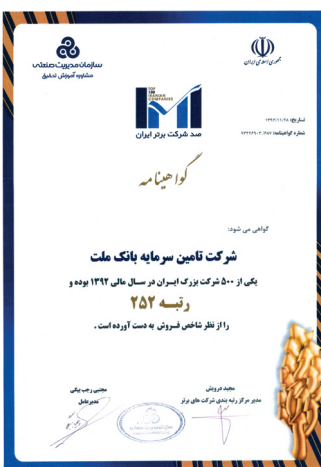 جمهوری اسلامی ایران
سازمان مدیریت صنعتی
مشاوره آموزش تحقیق
TOP
100
IRANIAN
COMPANIES
صد شرکت برتر ایران
تاریخ: ۱۳۹۳/۱۱/۲۸
شماره گواهینامه:
گواهینامه
گواهی می شود:
شرکت تامین سرمایه بانک ملت
یکی از ۵۰۰ شرکت بزرگ ایران در سال مالی ۱۳۹۲ بوده و
رتبه ۲۵۲
را از نظر شاخص فروش به دست آورده است .
مجید درویش
مدیر مرکز رتبه بندی شرکت های برتر
مجتبی رجب بیگی
مدیرعامل